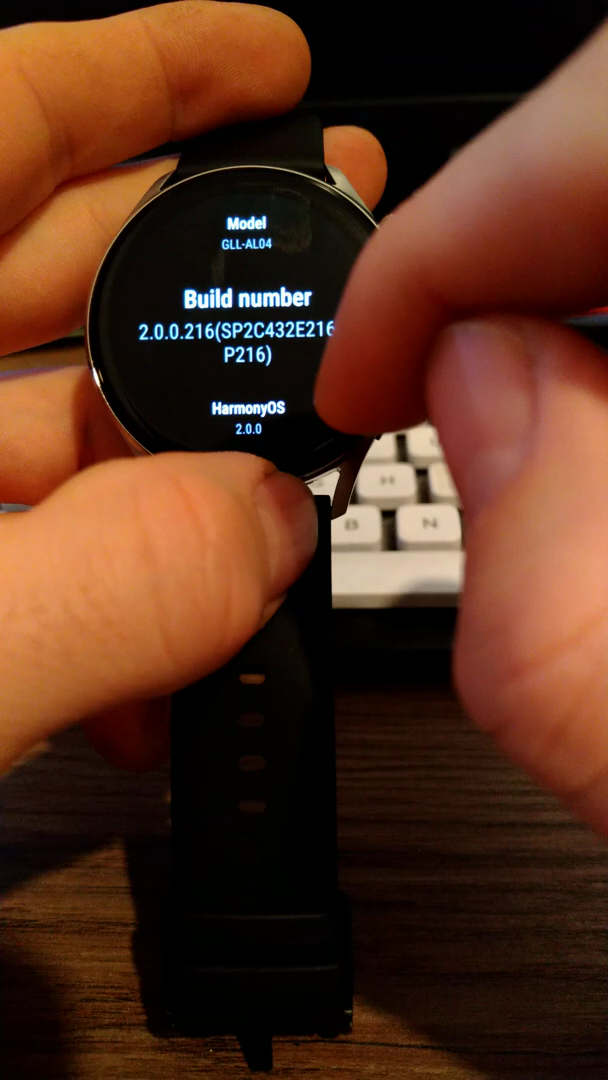 Model
GLL-AL04
Build number
2.0.0.216(SP2C432E216
P216)
HarmonyOS
2.0.0
H
B N